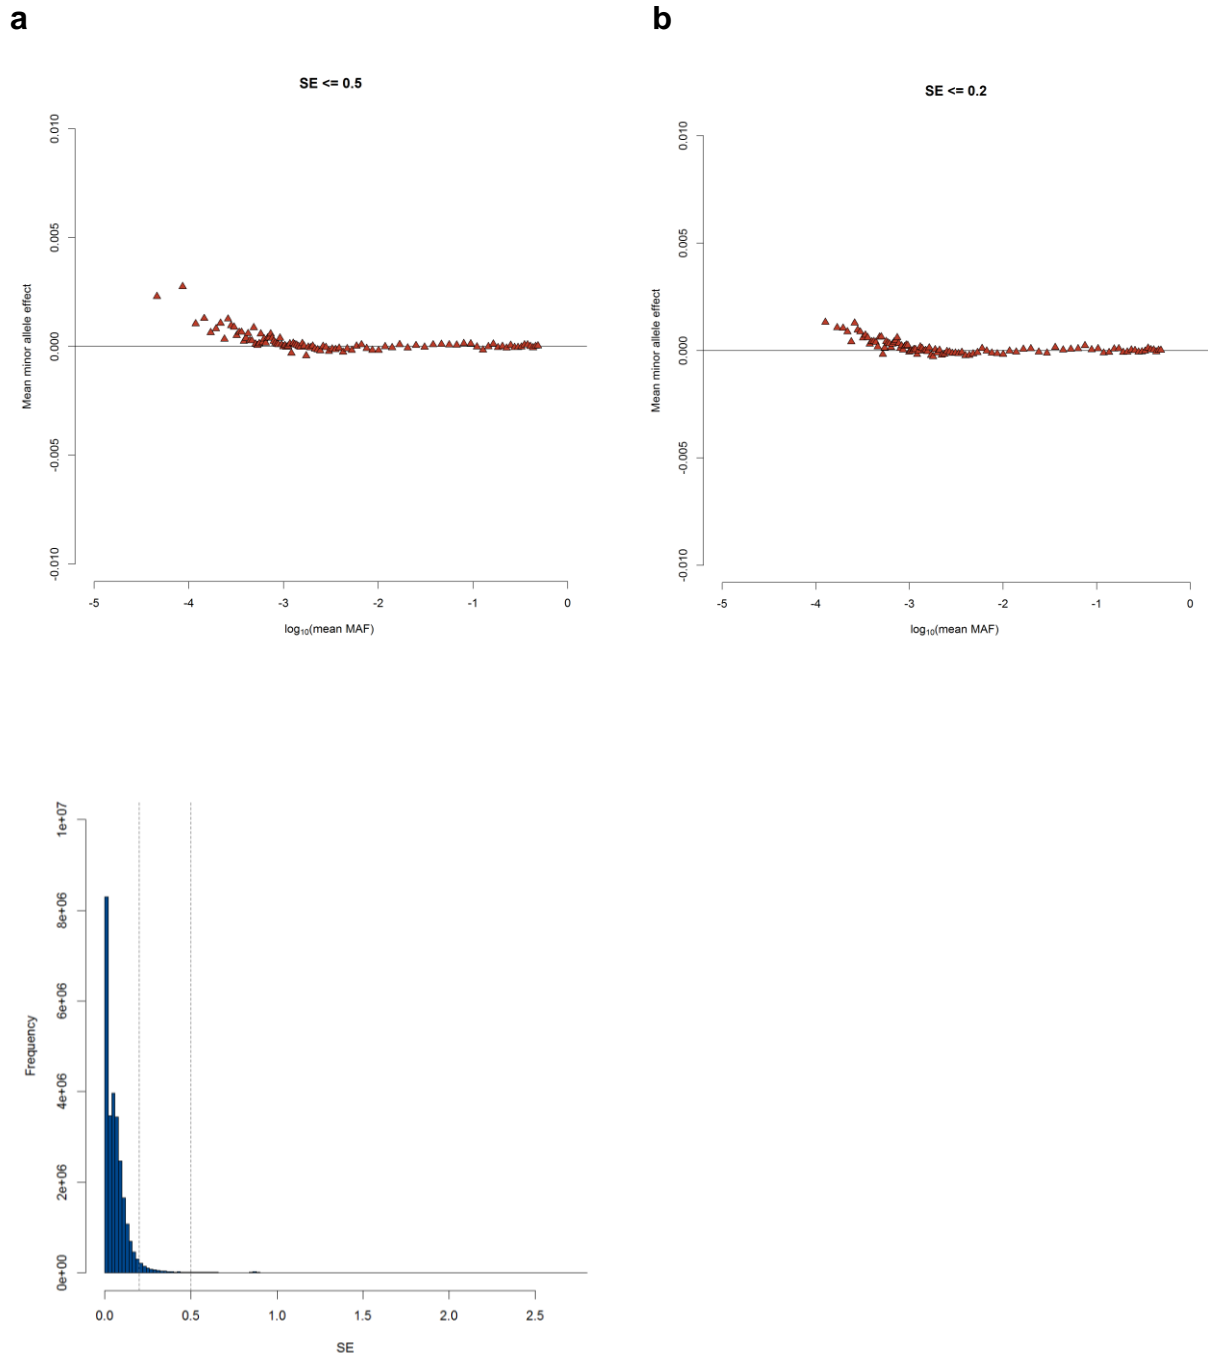 a
b
SE <= 0.5
SE <= 0.2
Mean minor allele effect
0.010
0.005
0.000
-0.005
-0.010
-5 -4 -3 -2 -1 0
log₁₀(mean MAF)
Mean minor allele effect
0.010
0.005
0.000
-0.005
-0.010
-5 -4 -3 -2 -1 0
log₁₀(mean MAF)
Frequency
1e+07
8e+06
6e+06
4e+06
2e+06
0e+00
0.0 0.5 1.0 1.5 2.0 2.5
SE